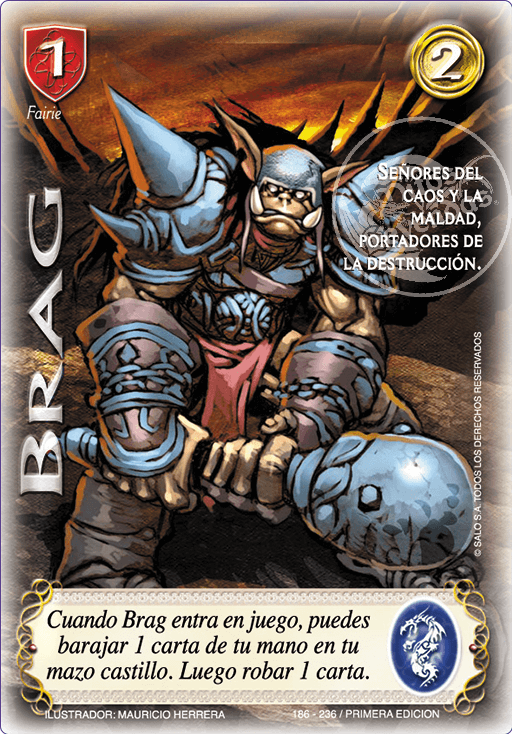 1
2
Fairie
BRAG
SEÑORES DEL
CAOS Y LA
MALDAD,
PORTADORES DE
LA DESTRUCCIÓN.
© SALO S.A. TODOS LOS DERECHOS RESERVADOS
Cuando Brag entra en juego, puedes
barajar 1 carta de tu mano en tu
mazo castillo. Luego robar 1 carta.
ILUSTRADOR: MAURICIO HERRERA
186 - 236 / PRIMERA EDICION